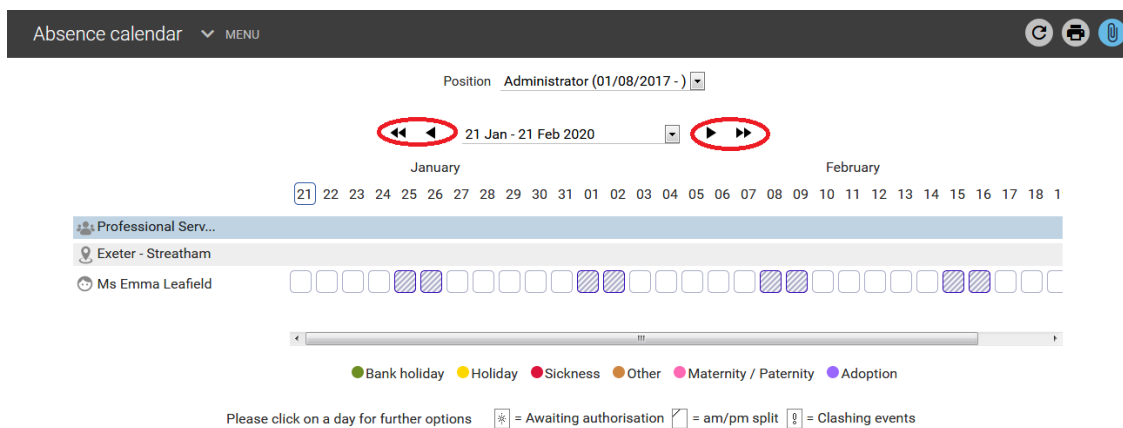 Absence calendar MENU
Position Administrator (01/08/2017 - )
21 Jan - 21 Feb 2020
January February
21 22 23 24 25 26 27 28 29 30 31 01 02 03 04 05 06 07 08 09 10 11 12 13 14 15 16 17 18
Professional Serv...
Exeter - Streatham
Ms Emma Leafield
Bank holiday Holiday Sickness Other Maternity / Paternity Adoption
Please click on a day for further options = Awaiting authorisation = am/pm split = Clashing events